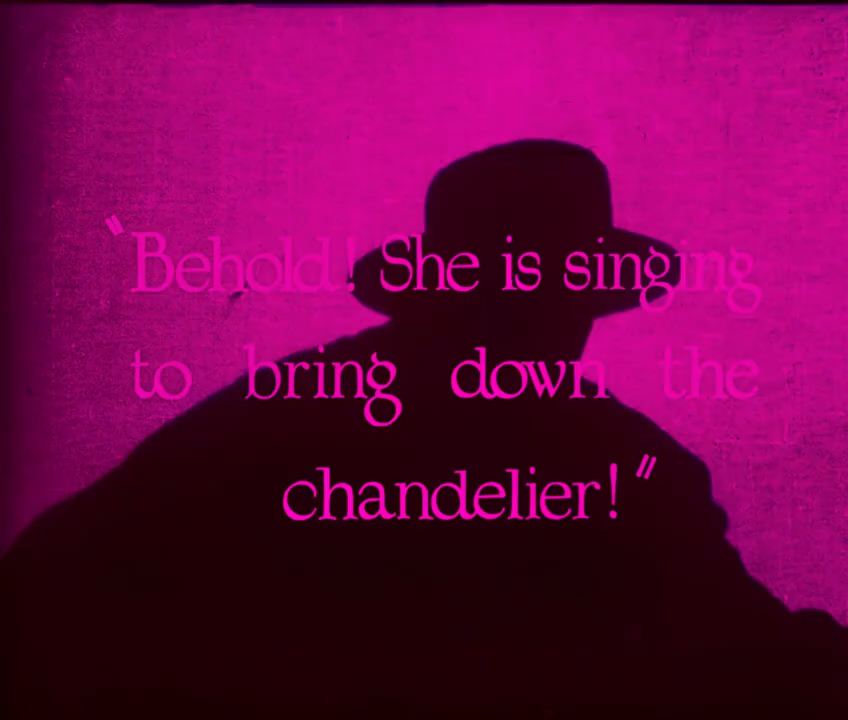 "Behold! She is singing
to bring down the
chandelier!"